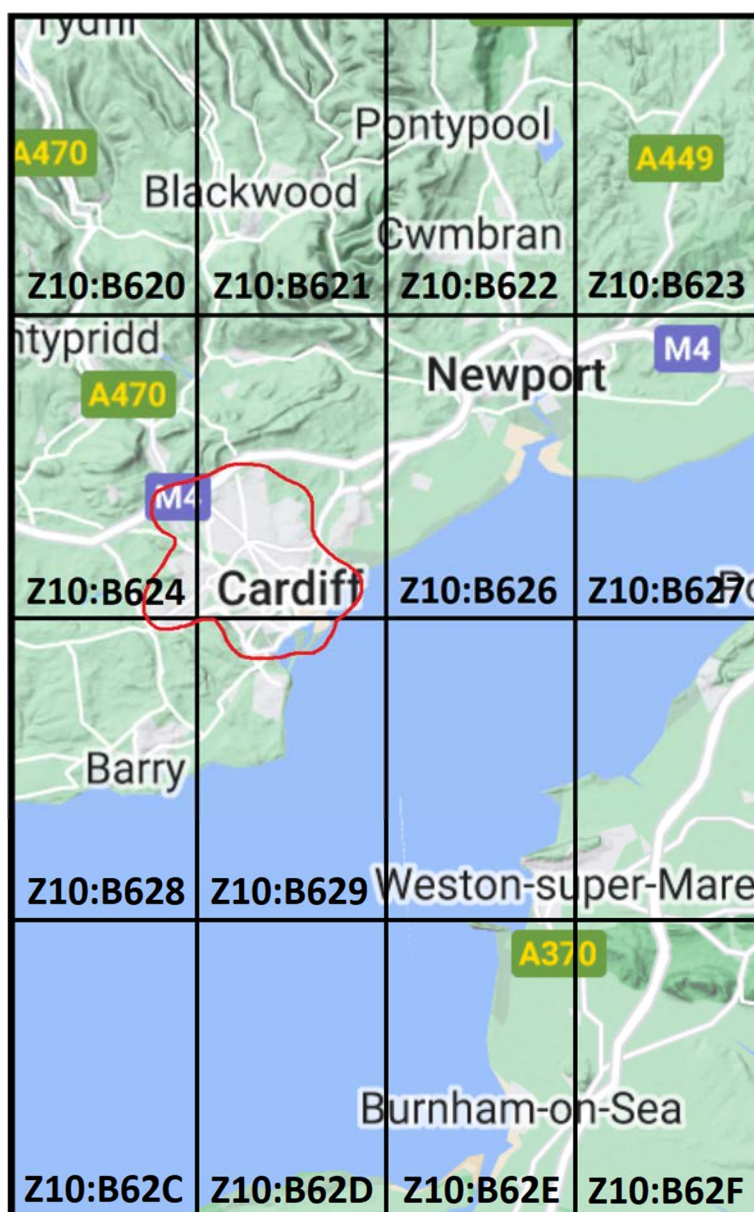 A470
Pontypool
A449
Blackwood
Cwmbran
Z10:B620
Z10:B621
Z10:B622
Z10:B623
ntypridd
M4
Newport
A470
M4
Z10:B624
Cardiff
Z10:B626
Z10:B627
Barry
Z10:B628
Z10:B629
Weston-super-Mare
A370
Burnham-on-Sea
Z10:B62C
Z10:B62D
Z10:B62E
Z10:B62F